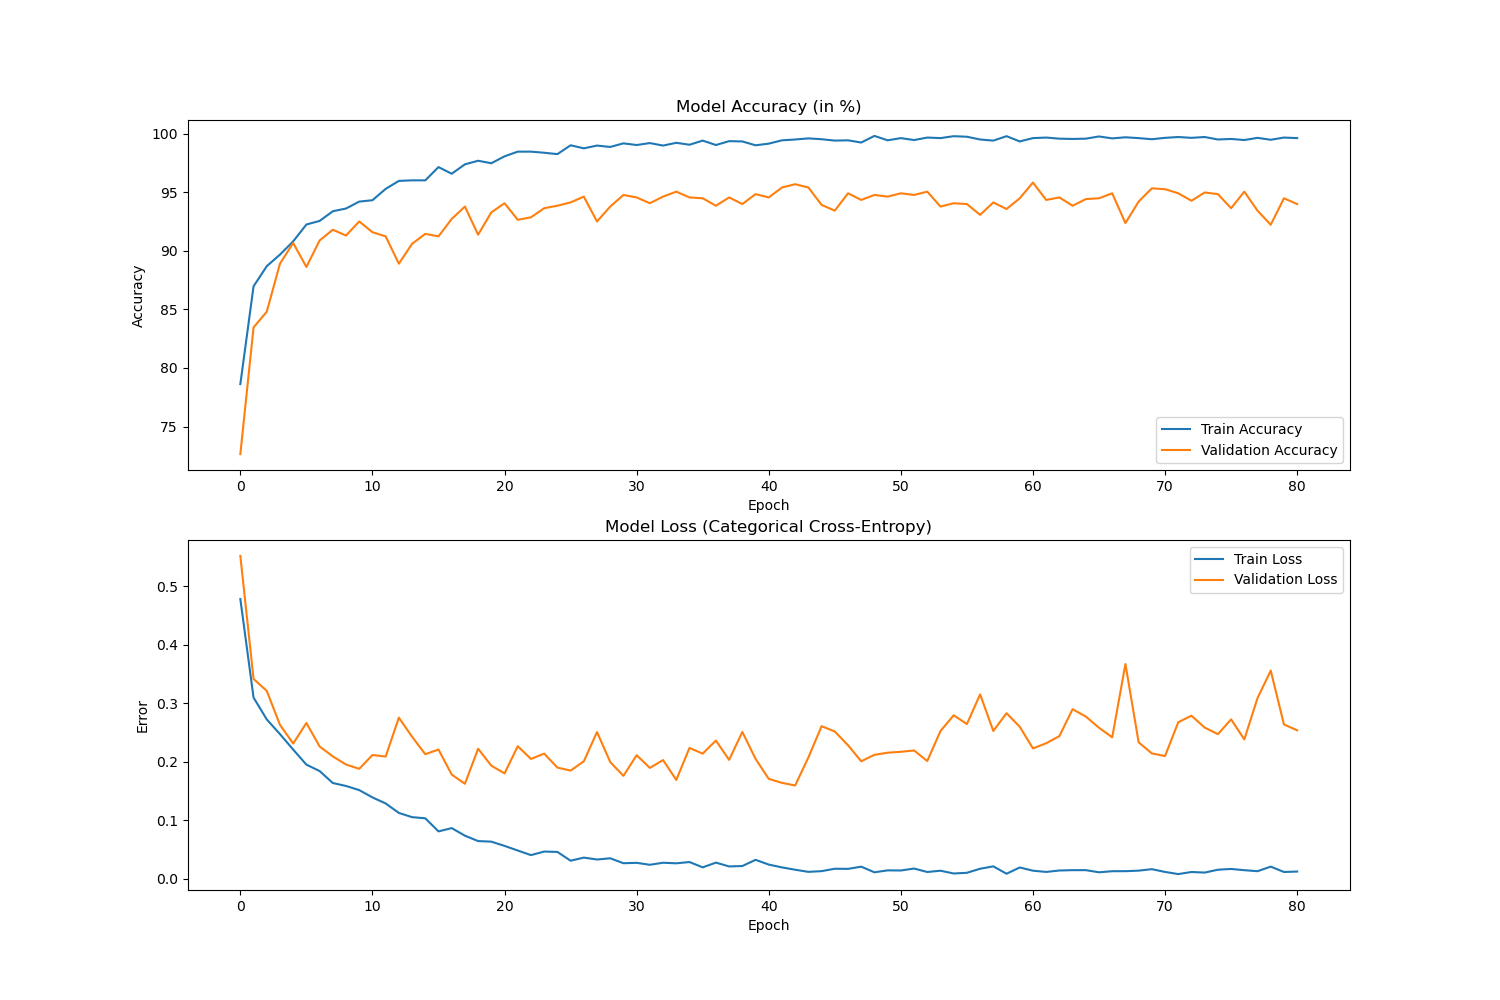 Model Accuracy (in %)
100
95
90
85
80
75
Accuracy
Train Accuracy
Validation Accuracy
0 10 20 30 40 50 60 70 80
Epoch
Model Loss (Categorical Cross-Entropy)
0.5
0.4
0.3
0.2
0.1
0.0
Error
Train Loss
Validation Loss
0 10 20 30 40 50 60 70 80
Epoch